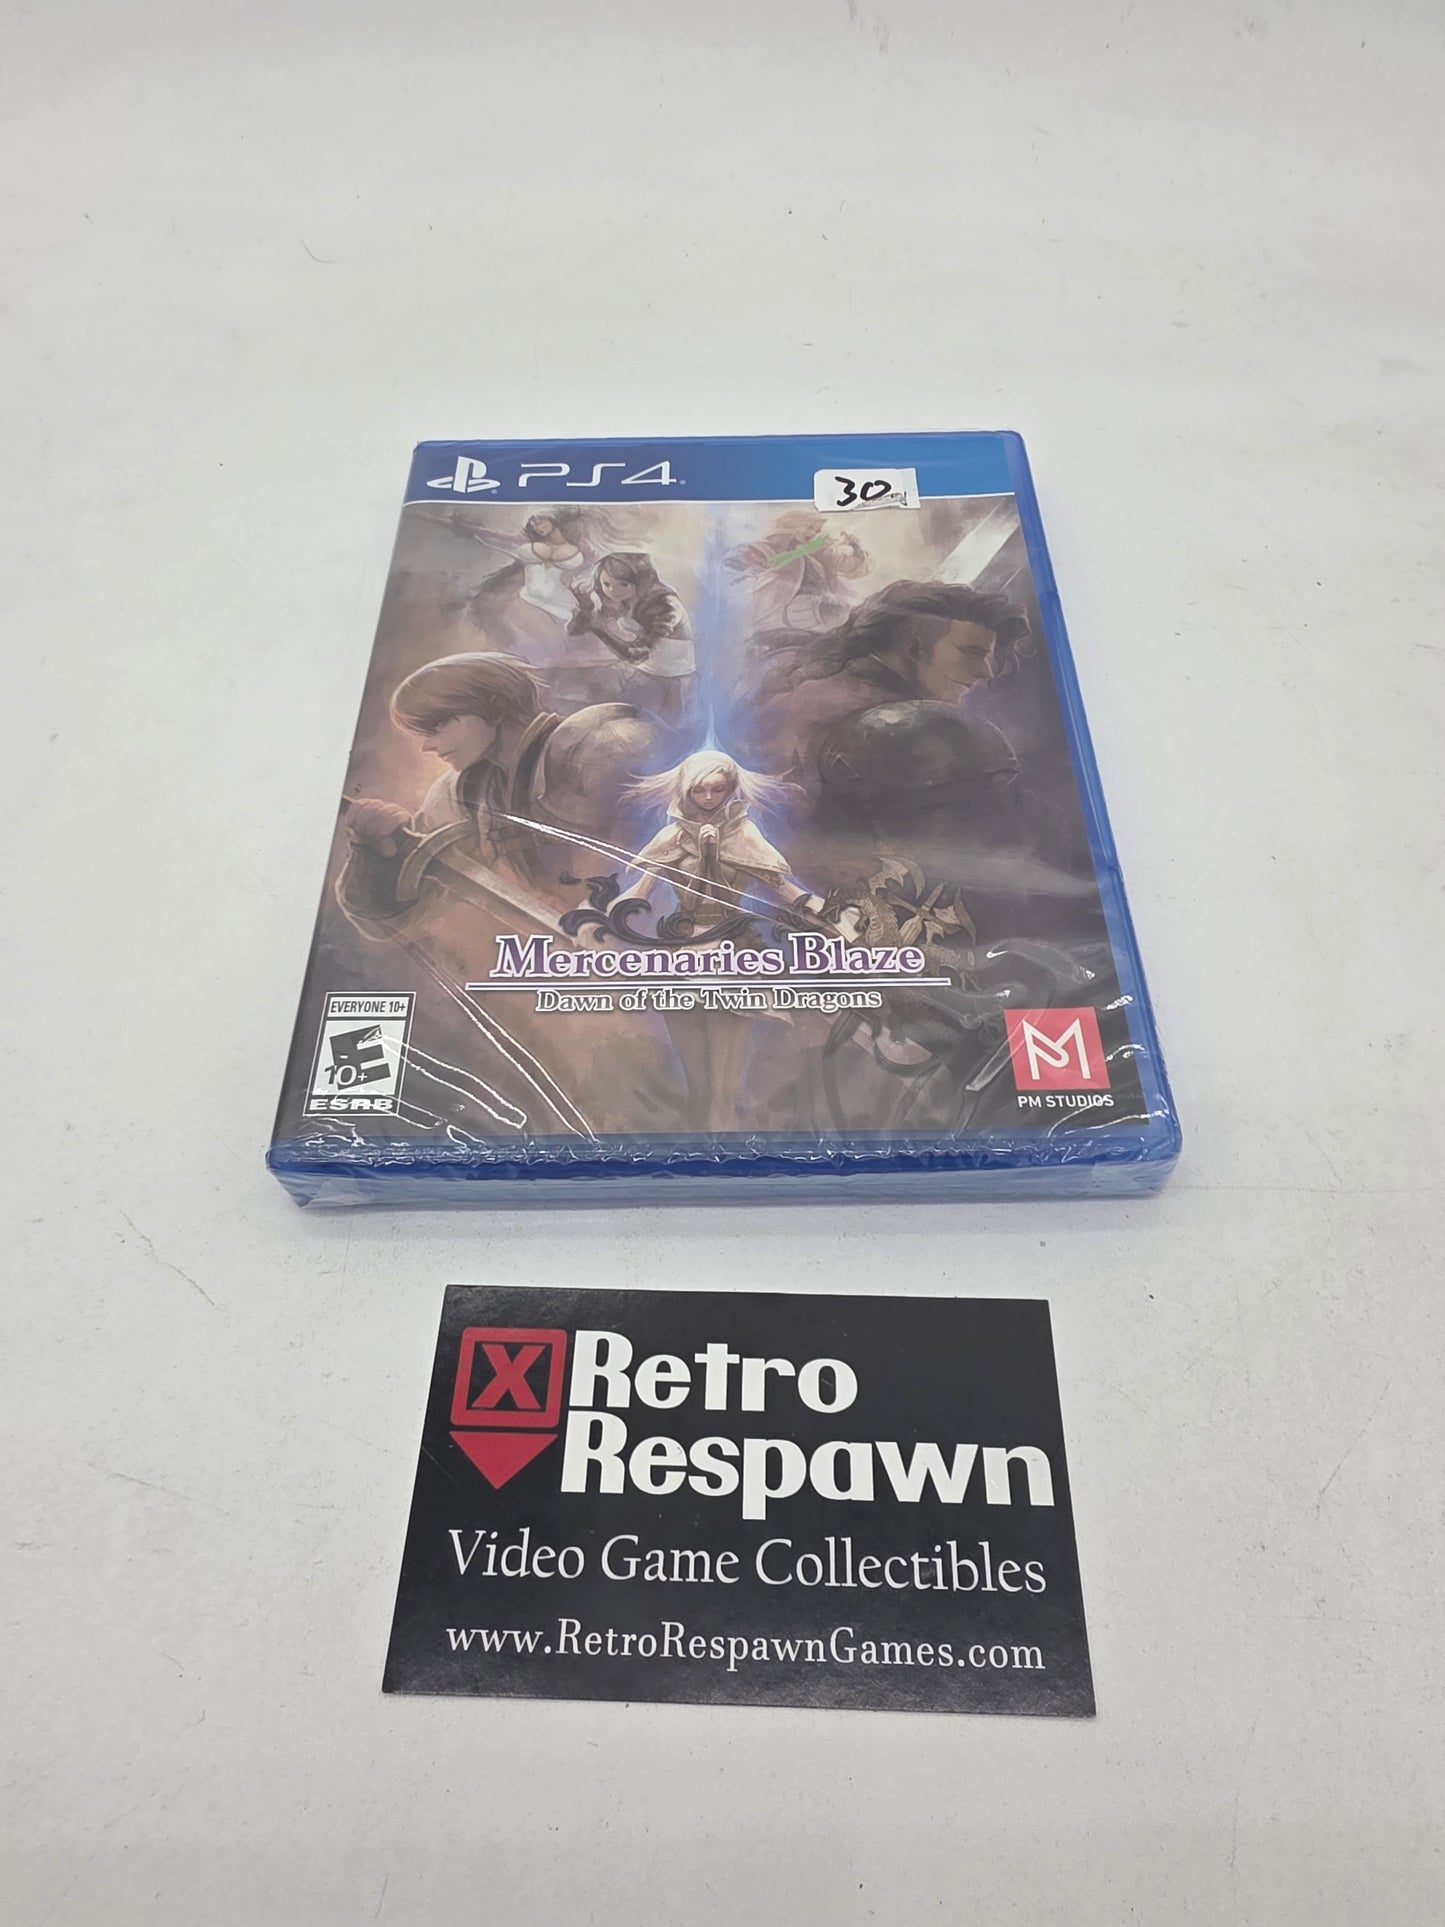 PS4
30
Mercenaries Blaze
Dawn of the Twin Dragons
EVERYONE 10+
E
10+
ESRB
M
PM STUDIOS
X
Retro
Respawn
Video Game Collectibles
www.RetroRespawnGames.com